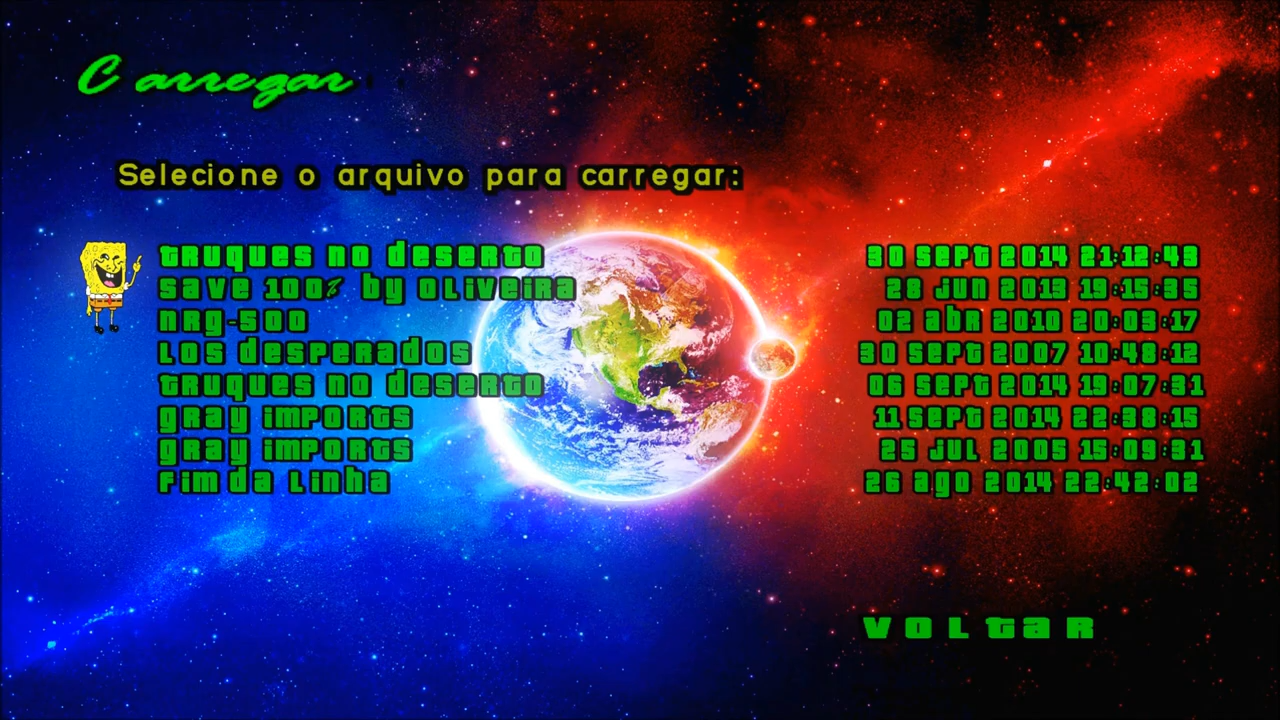 Carregar
Selecione o arquivo para carregar:
truques no deserto 30 sept 2014 21:12:49
save 100% by oliveira 28 jun 2013 19:15:35
nrg-500 02 abr 2010 20:03:17
los desperados 30 sept 2007 10:48:12
truques no deserto 06 sept 2014 19:07:31
gray imports 11 sept 2014 22:38:15
gray imports 25 jul 2005 15:09:31
fim da linha 26 ago 2014 22:42:02
voltar